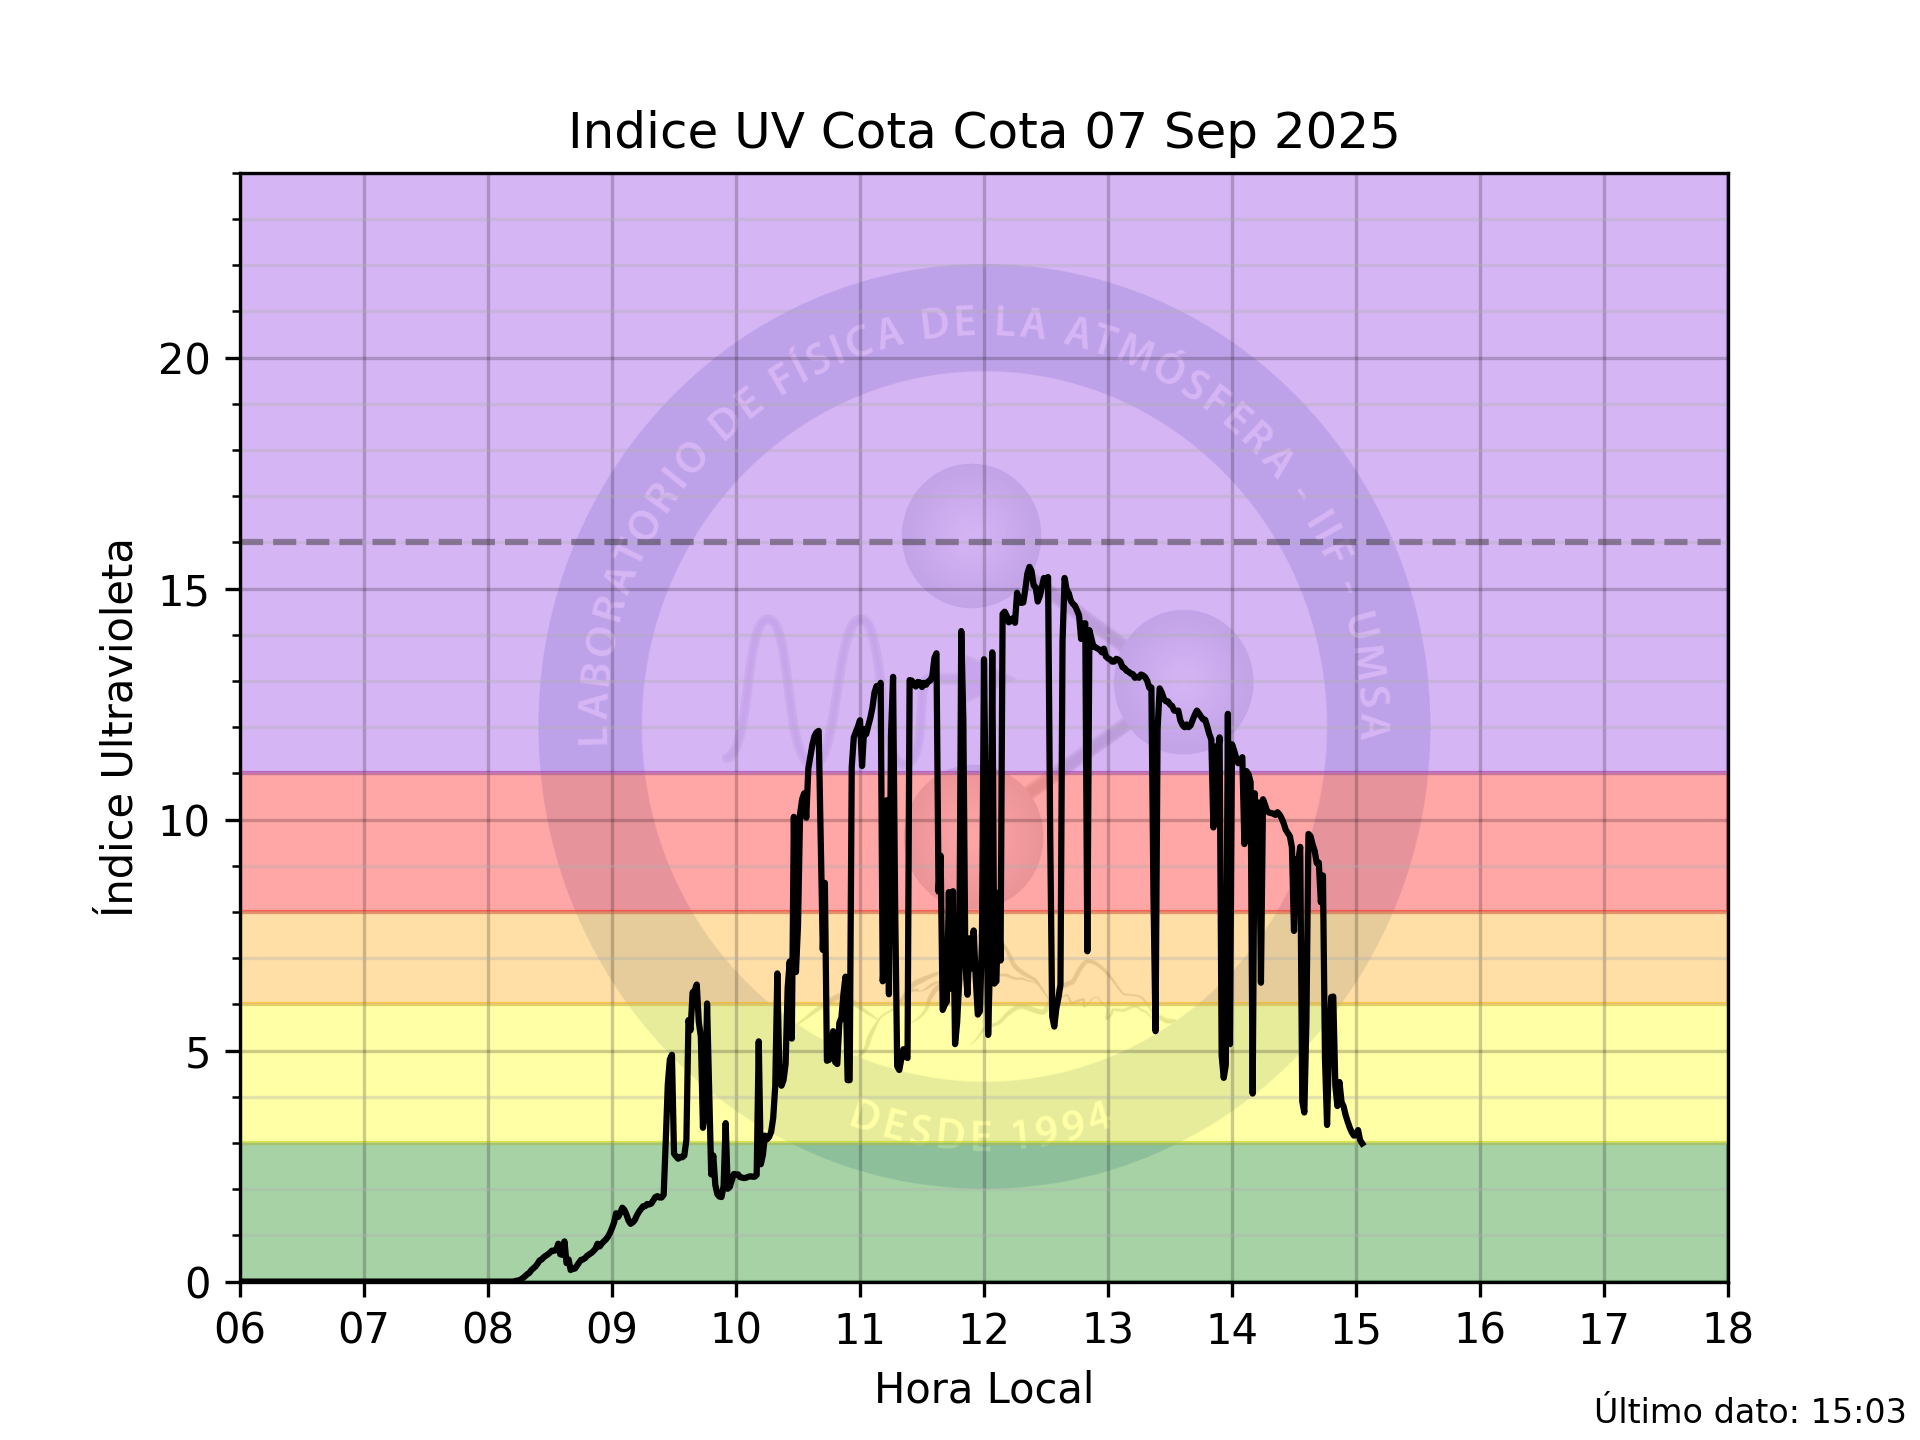 Indice UV Cota Cota 07 Sep 2025
Índice Ultravioleta
20
15
10
5
0
LABORATORIO DE FÍSICA DE LA ATMÓSFERA - IIF - UMSA
DESDE 1994
06 07 08 09 10 11 12 13 14 15 16 17 18
Hora Local
Último dato: 15:03